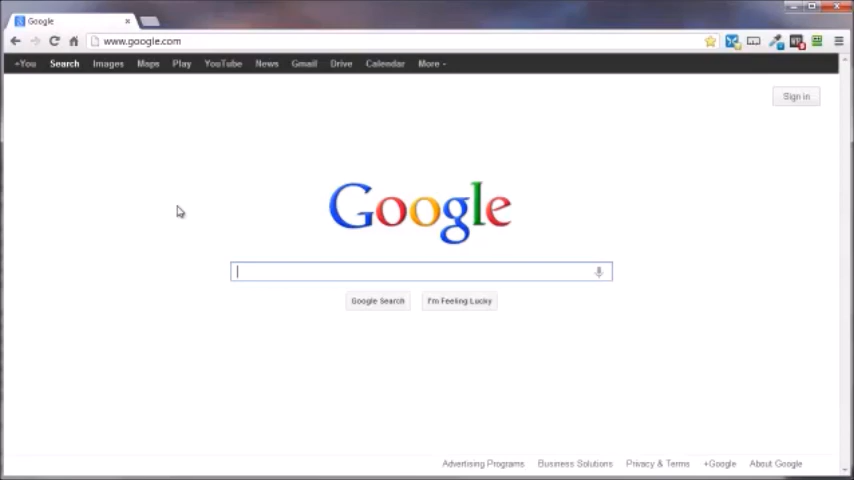 Google
www.google.com
+You Search Images Maps Play YouTube News Gmail Drive Calendar More
Sign in
Google
Google Search I'm Feeling Lucky
Advertising Programs Business Solutions Privacy & Terms +Google About Google